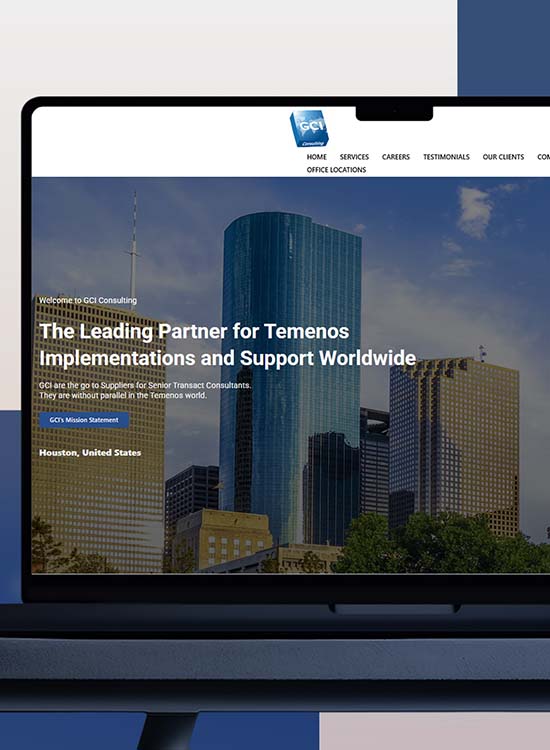 GCI
Consulting
HOME SERVICES CAREERS TESTIMONIALS OUR CLIENTS
OFFICE LOCATIONS
Welcome to GCI Consulting
The Leading Partner for Temenos
Implementations and Support Worldwide
GCI are the go to Suppliers for Senior Transact Consultants.
They are without parallel in the Temenos world.
GCI's Mission Statement
Houston, United States